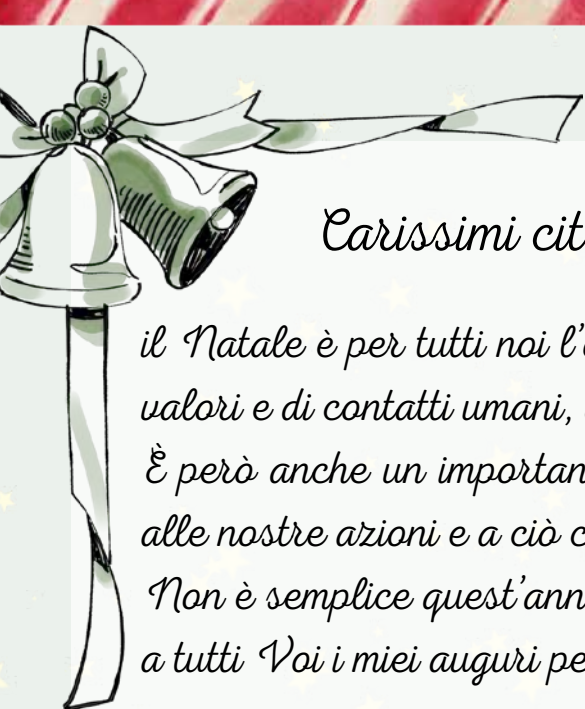 Carissimi cit
il Natale è per tutti noi l'
valori e di contatti umani,
È però anche un importan
alle nostre azioni e a ciò c
Non è semplice quest'ann
a tutti Voi i miei auguri pe